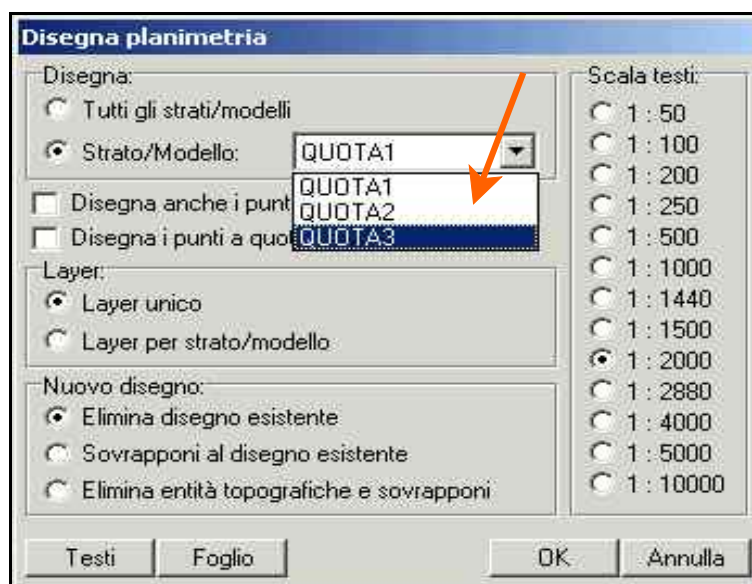 Disegna planimetria
Disegna:
Tutti gli strati/modelli
Strato/Modello:
QUOTA1
QUOTA1
QUOTA2
QUOTA3
Disegna anche i punt
Disegna i punti a quo
Layer:
Layer unico
Layer per strato/modello
Nuovo disegno:
Elimina disegno esistente
Sovrapponi al disegno esistente
Elimina entità topografiche e sovrapponi
Scala testi:
1 : 50
1 : 100
1 : 200
1 : 250
1 : 500
1 : 1000
1 : 1440
1 : 1500
1 : 2000
1 : 2880
1 : 4000
1 : 5000
1 : 10000
Testi
Foglio
OK
Annulla